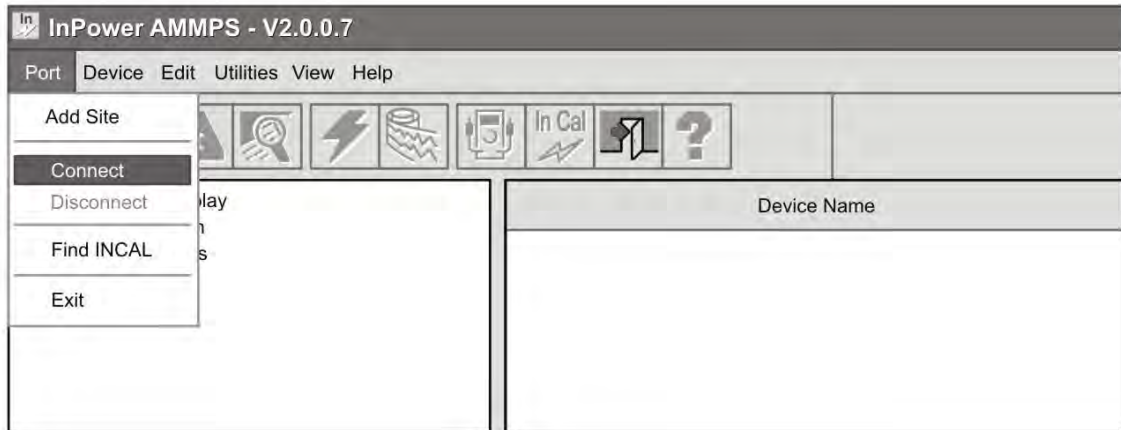 In InPower AMMPS - V2.0.0.7
Port Device Edit Utilities View Help
Add Site
In Cal
?
Connect
Disconnect
Find INCAL
Exit
Device Name